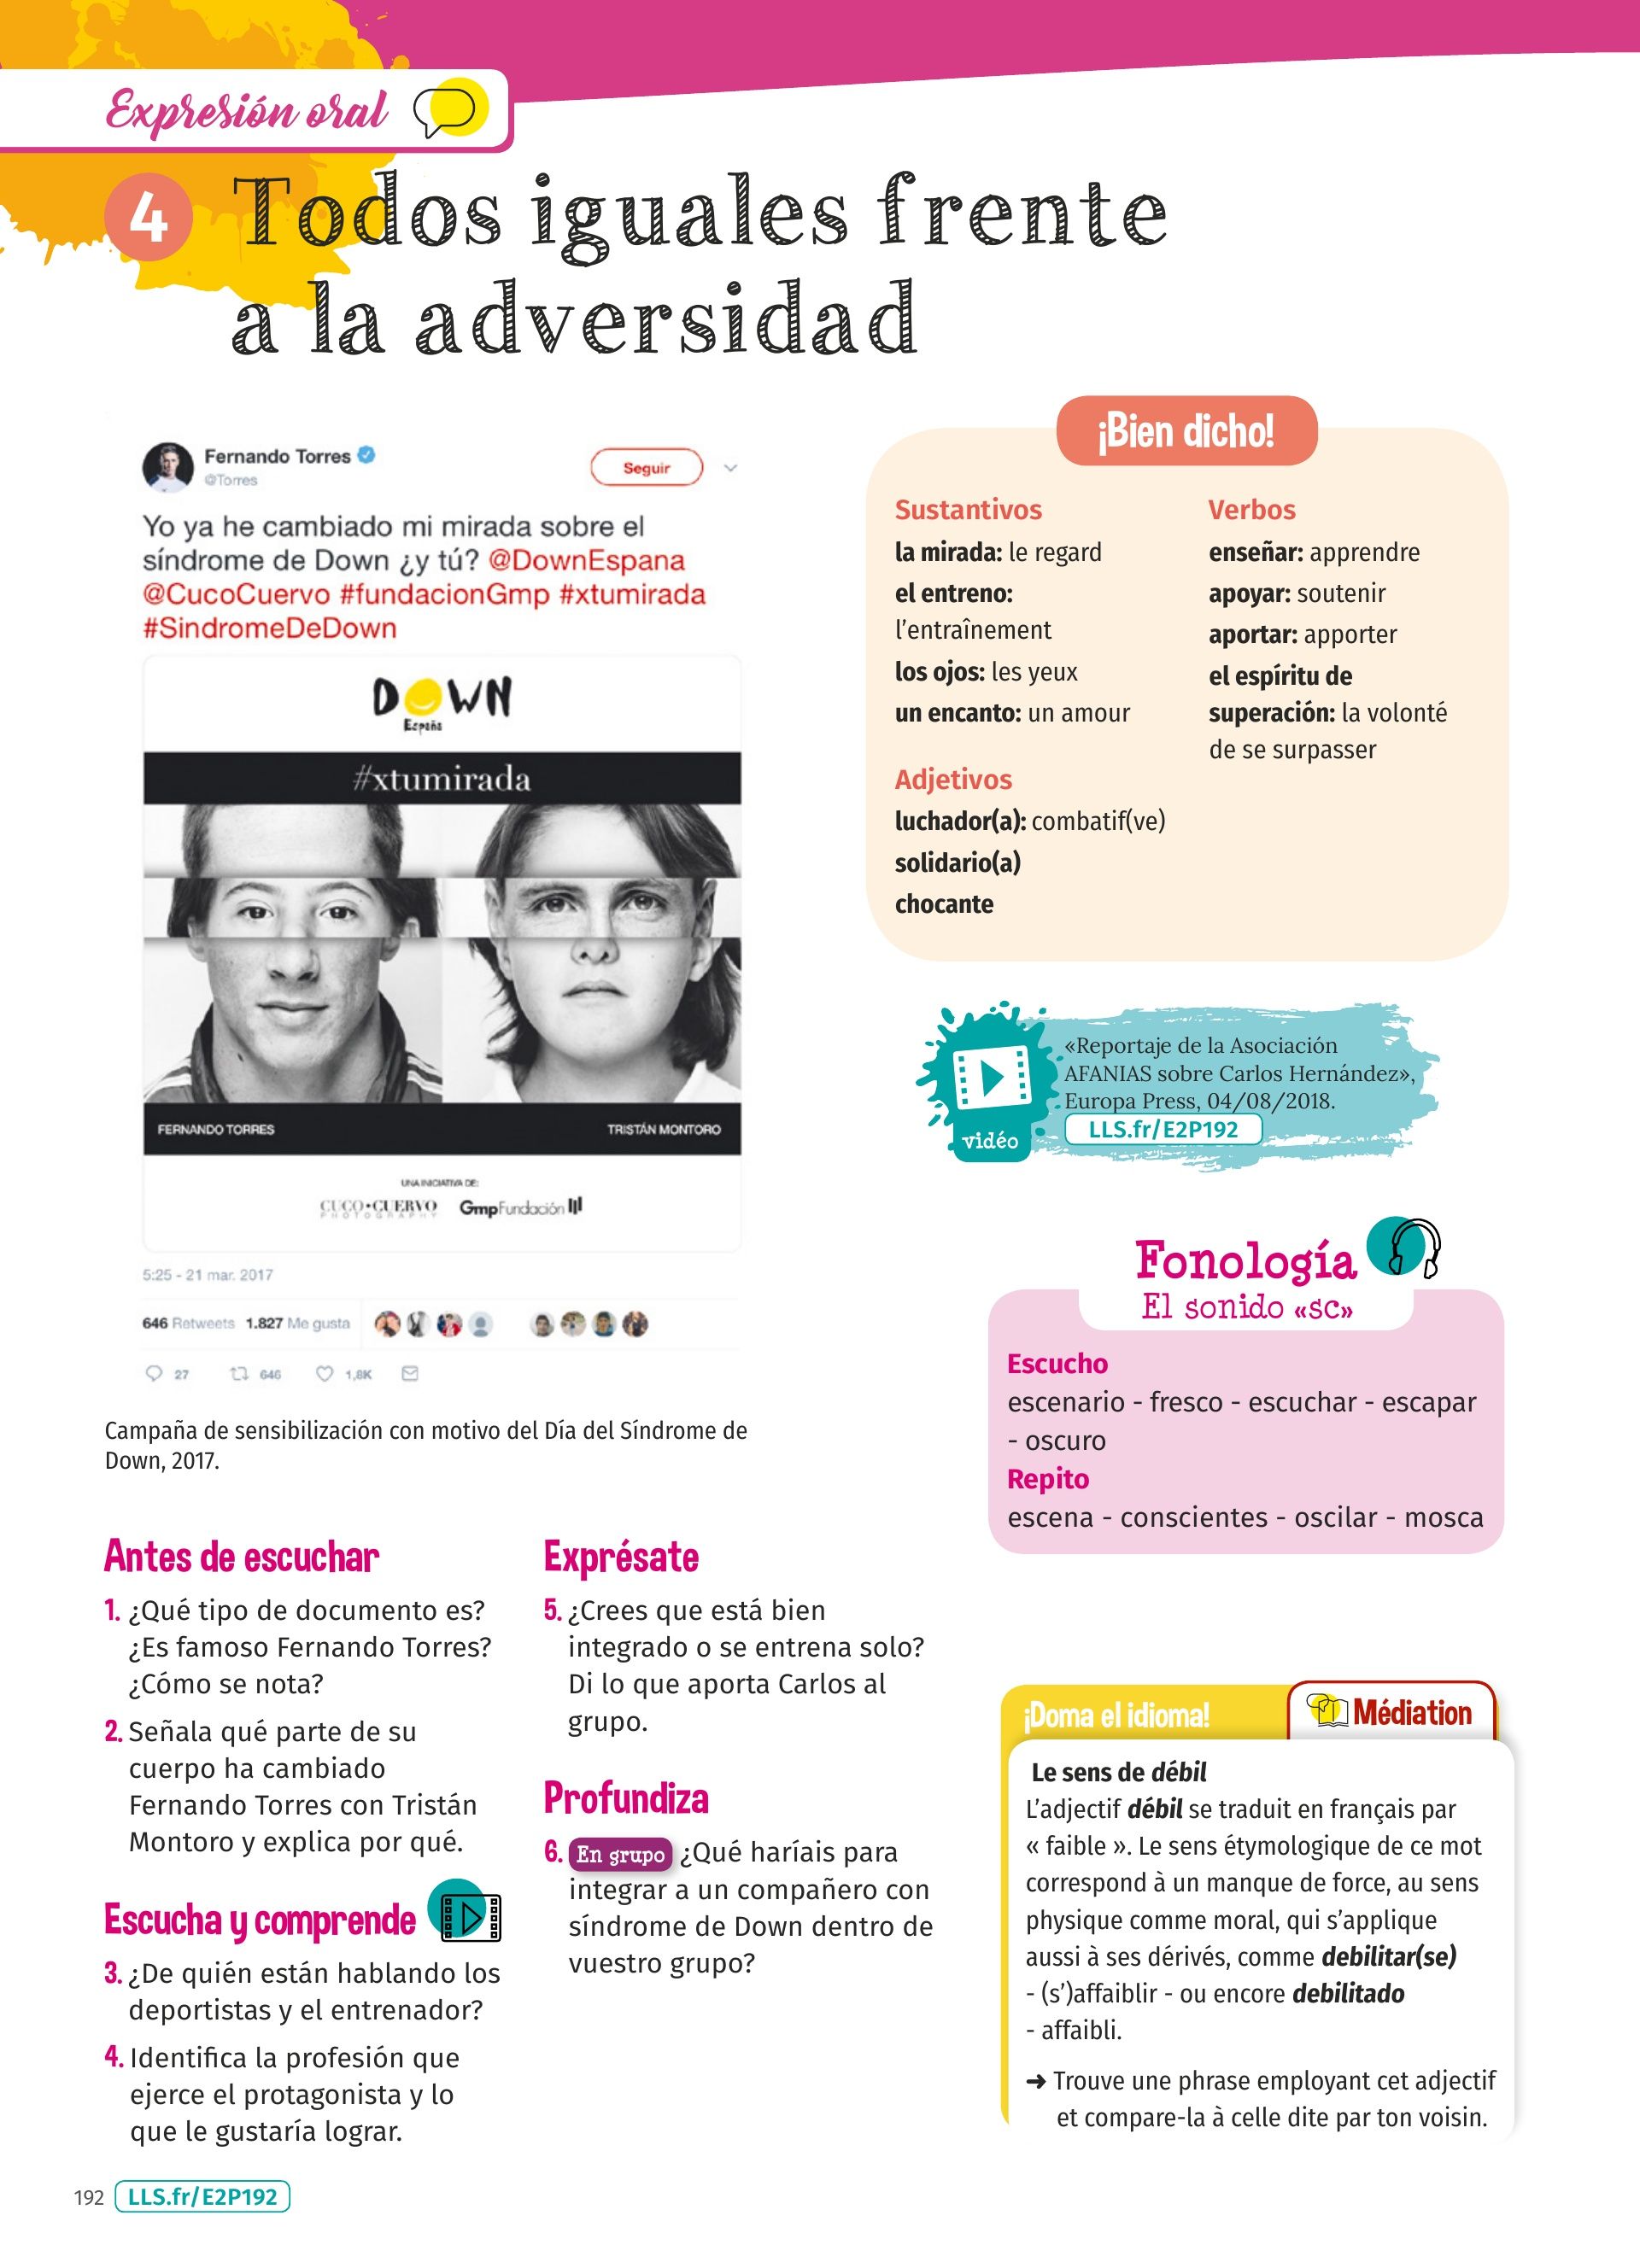 Expresión oral
4 Todos iguales frente
a la adversidad
Fernando Torres
@Torres
Seguir
Yo ya he cambiado mi mirada sobre el
síndrome de Down ¿y tú? @DownEspana
@CucoCuervo #fundacionGmp #xtumirada
#SindromeDeDown
DOWN
España
#xtumirada
FERNANDO TORRES
TRISTÁN MONTORO
UNA INICIATIVA DE:
CUCO•CUERVO
PHOTOGRAPHY
GmpFundación
5:25 - 21 mar. 2017
646 Retweets 1.827 Me gusta
27 646 1,8K
Campaña de sensibilización con motivo del Día del Síndrome de
Down, 2017.
¡Bien dicho!
Sustantivos
la mirada: le regard
el entreno:
l'entraînement
los ojos: les yeux
un encanto: un amour
Adjetivos
luchador(a): combatif(ve)
solidario(a)
chocante
Verbos
enseñar: apprendre
apoyar: soutenir
aportar: apporter
el espíritu de
superación: la volonté
de se surpasser
vidéo
«Reportaje de la Asociación
AFANIAS sobre Carlos Hernández»,
Europa Press, 04/08/2018.
LLS.fr/E2P192
Fonología
El sonido «sc»
Escucho
escenario - fresco - escuchar - escapar
- oscuro
Repito
escena - conscientes - oscilar - mosca
Antes de escuchar
1. ¿Qué tipo de documento es?
¿Es famoso Fernando Torres?
¿Cómo se nota?
2. Señala qué parte de su
cuerpo ha cambiado
Fernando Torres con Tristán
Montoro y explica por qué.
Escucha y comprende
3. ¿De quién están hablando los
deportistas y el entrenador?
4. Identifica la profesión que
ejerce el protagonista y lo
que le gustaría lograr.
Exprésate
5. ¿Crees que está bien
integrado o se entrena solo?
Di lo que aporta Carlos al
grupo.
Profundiza
6. En grupo ¿Qué haríais para
integrar a un compañero con
síndrome de Down dentro de
vuestro grupo?
¡Doma el idioma!
Médiation
Le sens de débil
L'adjectif débil se traduit en français par
« faible ». Le sens étymologique de ce mot
correspond à un manque de force, au sens
physique comme moral, qui s'applique
aussi à ses dérivés, comme debilitar(se)
- (s')affaiblir - ou encore debilitado
- affaibli.
➜ Trouve une phrase employant cet adjectif
et compare-la à celle dite par ton voisin.
192 LLS.fr/E2P192